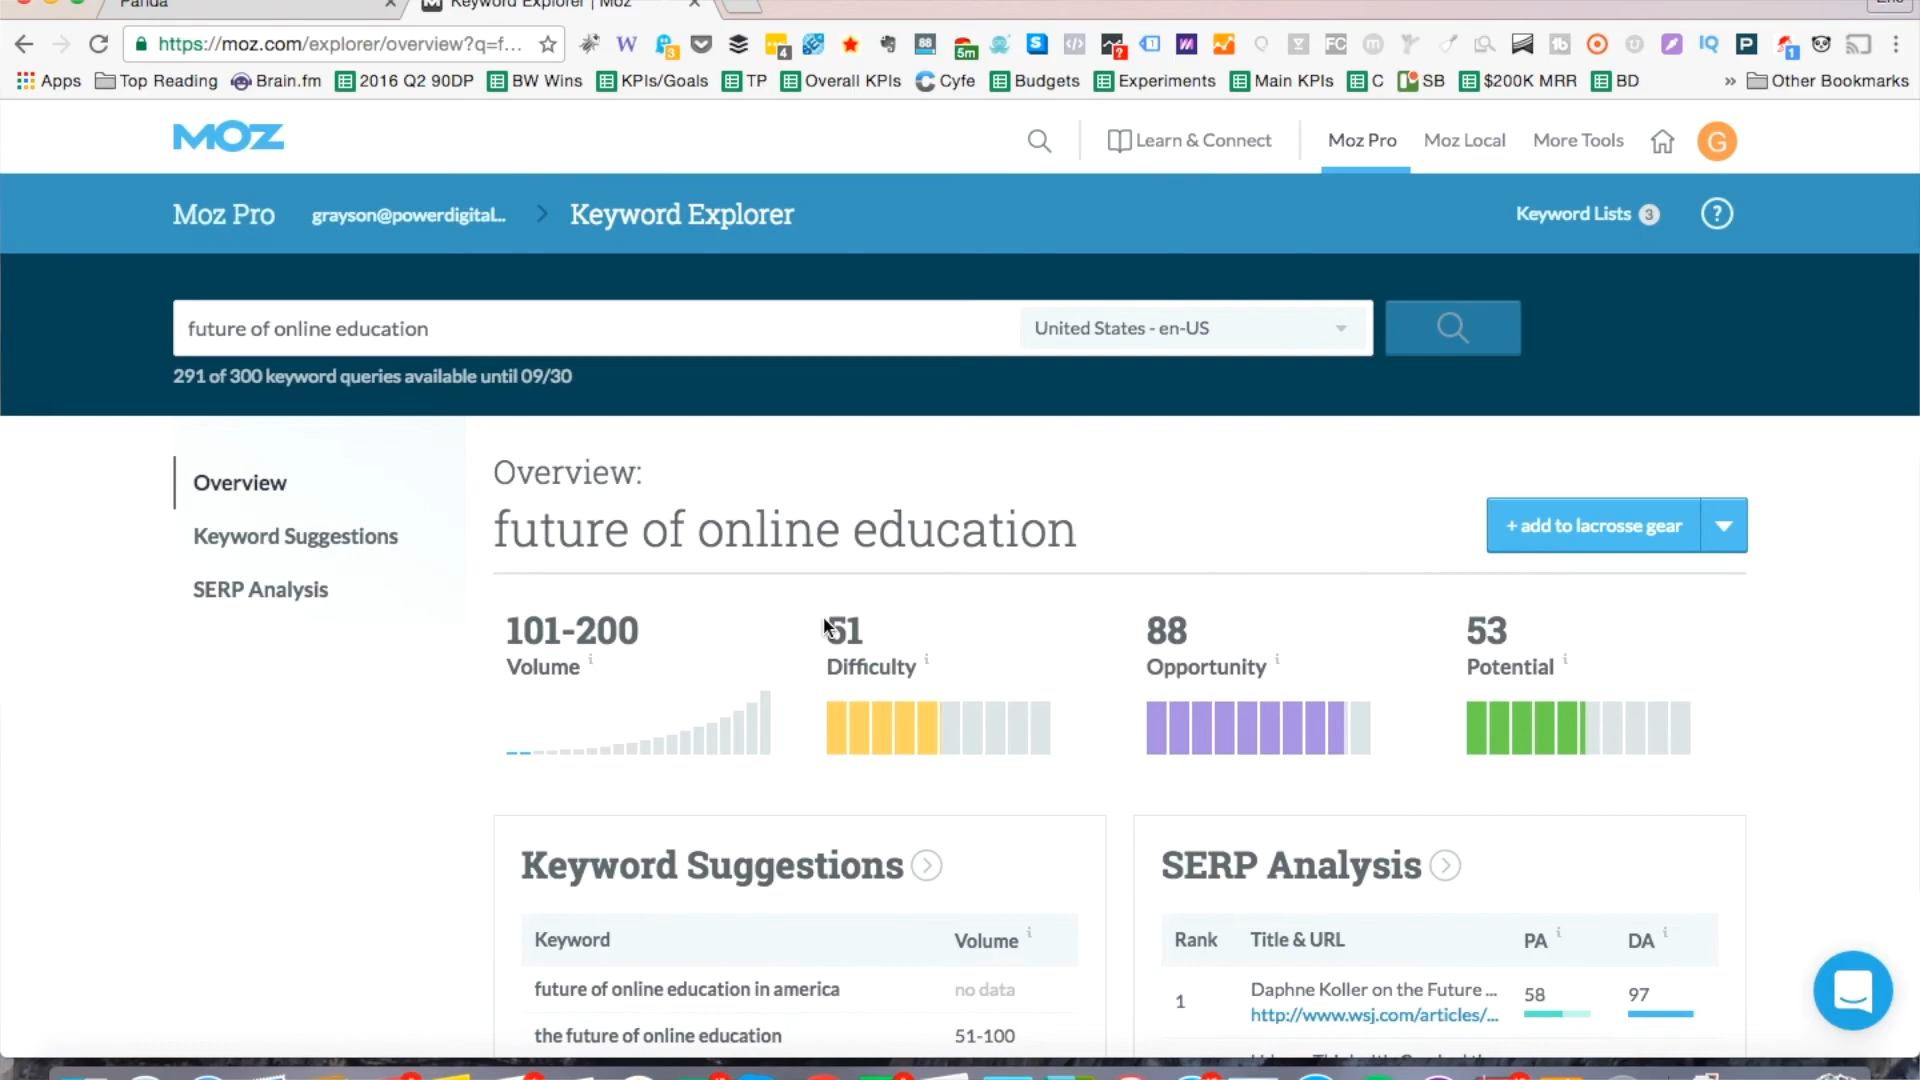 Panda
Keyword Explorer | Moz
https://moz.com/explorer/overview?q=f...
Apps Top Reading Brain.fm 2016 Q2 90DP BW Wins KPIs/Goals TP Overall KPIs Cyfe Budgets Experiments Main KPIs C SB $200K MRR BD » Other Bookmarks
MOZ Learn & Connect Moz Pro Moz Local More Tools G
Moz Pro grayson@powerdigital... Keyword Explorer Keyword Lists 3 ?
future of online education United States - en-US
291 of 300 keyword queries available until 09/30
Overview
Keyword Suggestions
SERP Analysis
Overview:
future of online education
+ add to lacrosse gear
101-200
Volume i
51
Difficulty i
88
Opportunity i
53
Potential i
Keyword Suggestions
Keyword Volume i
future of online education in america no data
the future of online education 51-100
SERP Analysis
Rank Title & URL PA i DA i
1 Daphne Koller on the Future ... 58 97
http://www.wsj.com/articles/...